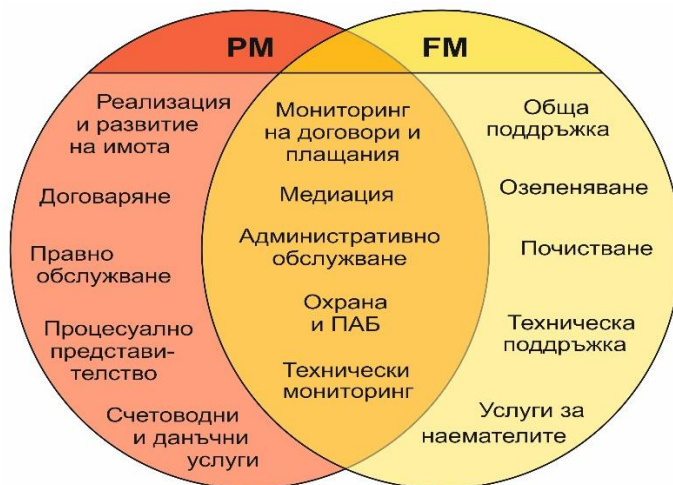 PM
FM
Реализация
и развитие
на имота
Договаряне
Правно
обслужване
Процесуално
представи-
телство
Счетоводни
и данъчни
услуги
Мониторинг
на договори и
плащания
Медиация
Административно
обслужване
Охрана
и ПАБ
Технически
мониторинг
Обща
поддръжка
Озеленяване
Почистване
Техническа
поддръжка
Услуги за
наемателите